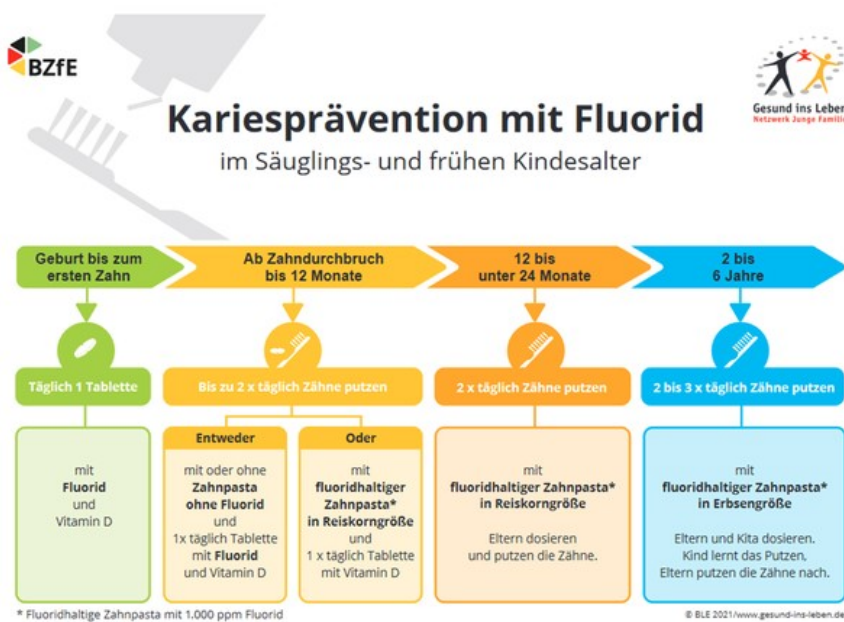 BZfE
Gesund ins Leben
Netzwerk Junge Familie
Kariesprävention mit Fluorid
im Säuglings- und frühen Kindesalter
Geburt bis zum
ersten Zahn
Ab Zahndurchbruch
bis 12 Monate
12 bis
unter 24 Monate
2 bis
6 Jahre
Täglich 1 Tablette
Bis zu 2 x täglich Zähne putzen
2 x täglich Zähne putzen
2 bis 3 x täglich Zähne putzen
mit
Fluorid
und
Vitamin D
Entweder
mit oder ohne
Zahnpasta
ohne Fluorid
und
1x täglich Tablette
mit Fluorid
und Vitamin D
Oder
mit
fluoridhaltiger
Zahnpasta*
in Reiskorngröße
und
1 x täglich Tablette
mit Vitamin D
mit
fluoridhaltiger Zahnpasta*
in Reiskorngröße
Eltern dosieren
und putzen die Zähne.
mit
fluoridhaltiger Zahnpasta*
in Erbsengröße
Eltern und Kita dosieren.
Kind lernt das Putzen,
Eltern putzen die Zähne nach.
* Fluoridhaltige Zahnpasta mit 1.000 ppm Fluorid
© BLE 2021/www.gesund-ins-leben.de